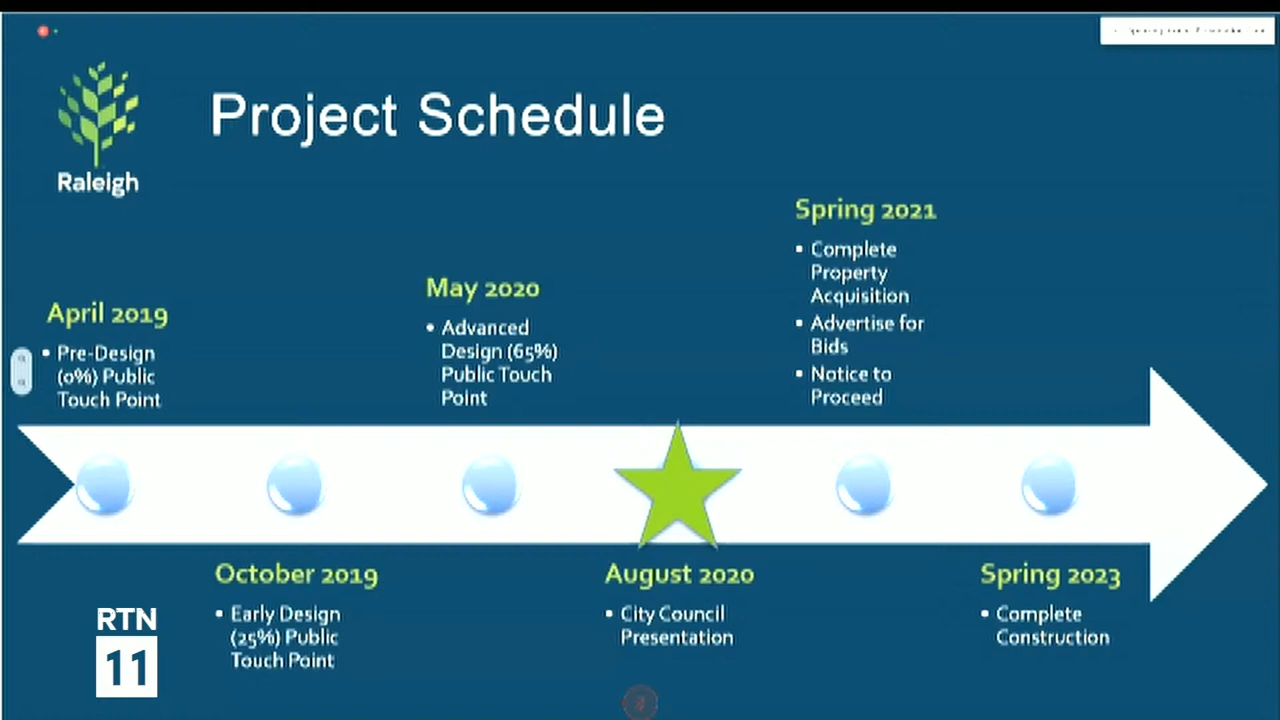 Project Schedule
Raleigh
April 2019
▪ Pre-Design
(0%) Public
Touch Point
October 2019
▪ Early Design
(25%) Public
Touch Point
May 2020
▪ Advanced
Design (65%)
Public Touch
Point
August 2020
▪ City Council
Presentation
Spring 2021
▪ Complete
Property
Acquisition
▪ Advertise for
Bids
▪ Notice to
Proceed
Spring 2023
▪ Complete
Construction
RTN
11